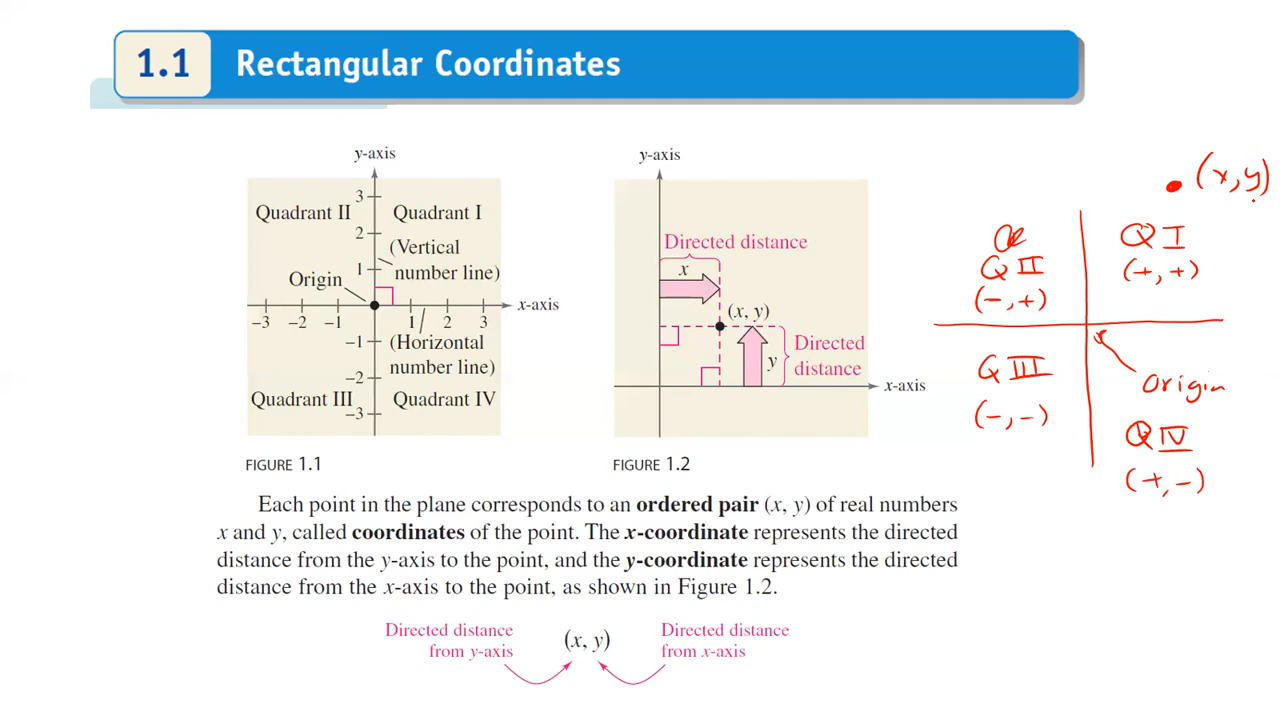 1.1 Rectangular Coordinates
y-axis
3
Quadrant II Quadrant I
2
(Vertical
number line)
1
Origin
x-axis
−3 −2 −1 1 2 3
−1
(Horizontal
number line)
−2
Quadrant III Quadrant IV
−3
FIGURE 1.1
y-axis
Directed distance
x
(x, y)
Directed
distance
y
x-axis
FIGURE 1.2
(x, y)
Q I
(+, +)
Q II
(−, +)
Q III
(−, −)
origin
Q IV
(+, −)
Each point in the plane corresponds to an ordered pair (x, y) of real numbers
x and y, called coordinates of the point. The x-coordinate represents the directed
distance from the y-axis to the point, and the y-coordinate represents the directed
distance from the x-axis to the point, as shown in Figure 1.2.
Directed distance
from y-axis
(x, y)
Directed distance
from x-axis